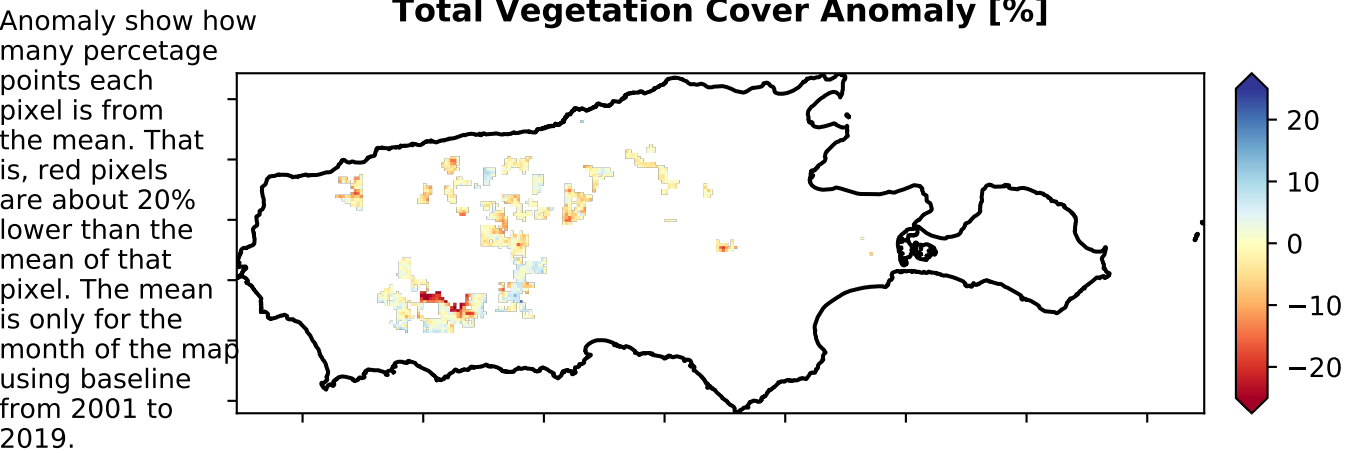 Total Vegetation Cover Anomaly [%]
Anomaly show how
many percetage
points each
pixel is from
the mean. That
is, red pixels
are about 20%
lower than the
mean of that
pixel. The mean
is only for the
month of the map
using baseline
from 2001 to
2019.
20
10
0
−10
−20